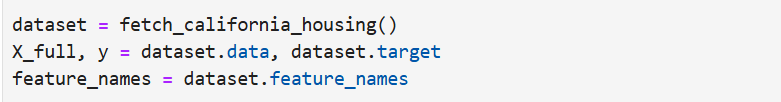 dataset = fetch_california_housing()
X_full, y = dataset.data, dataset.target
feature_names = dataset.feature_names